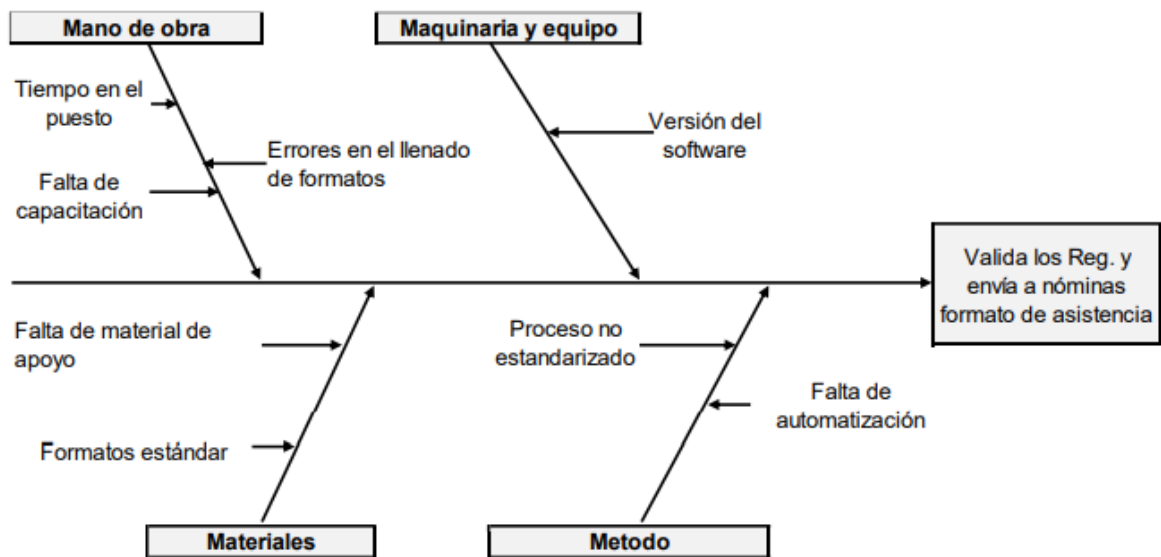 Mano de obra
Maquinaria y equipo
Tiempo en el
puesto
Errores en el llenado
de formatos
Falta de
capacitación
Versión del
software
Valida los Reg. y
envía a nóminas
formato de asistencia
Falta de material de
apoyo
Formatos estándar
Proceso no
estandarizado
Falta de
automatización
Materiales
Metodo